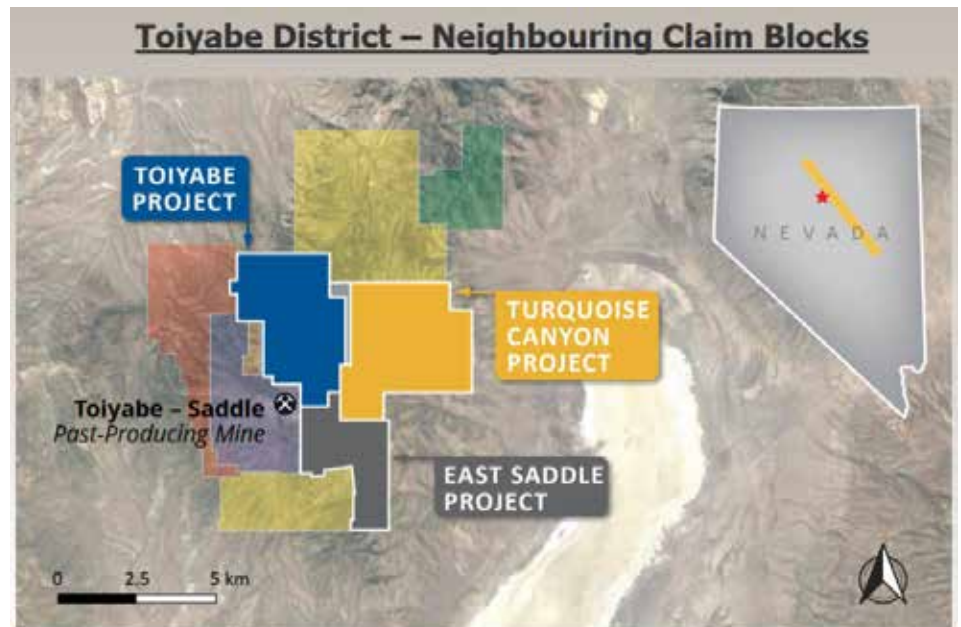 Toiyabe District – Neighbouring Claim Blocks
TOIYABE
PROJECT
NEVADA
TURQUOISE
CANYON
PROJECT
Toiyabe – Saddle
Past-Producing Mine
EAST SADDLE
PROJECT
0 2.5 5 km